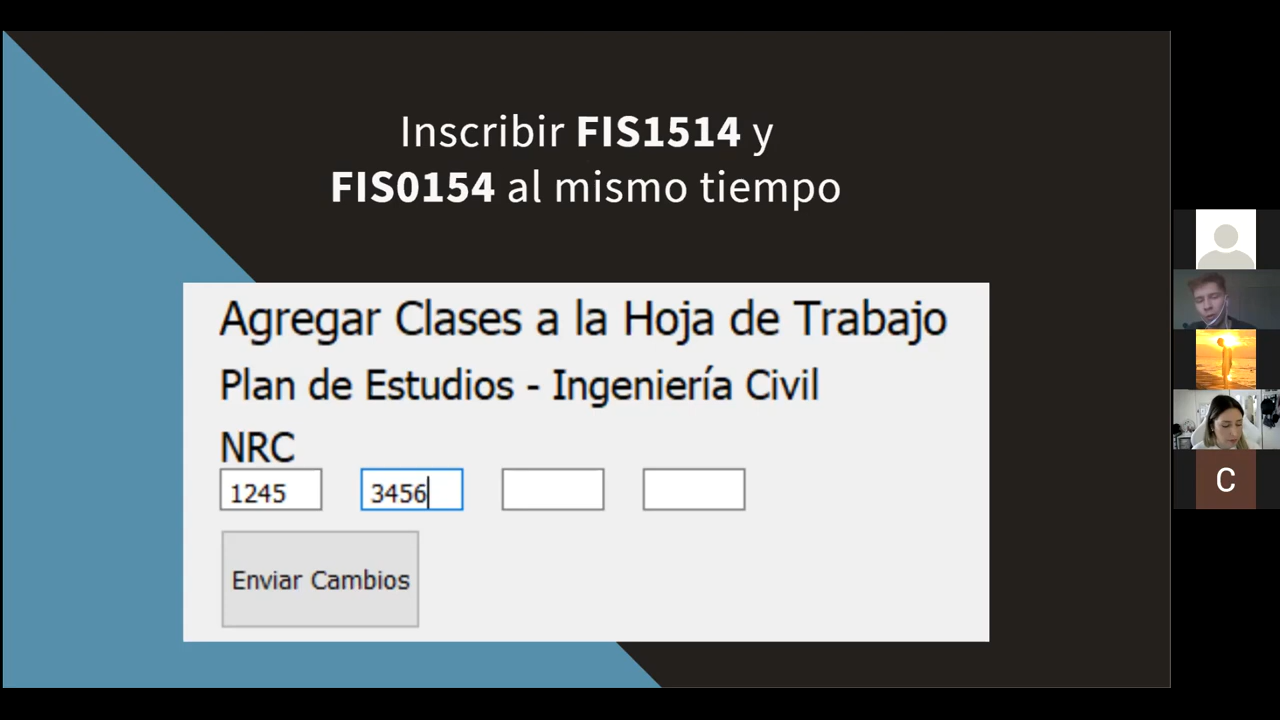 Inscribir FIS1514 y
FIS0154 al mismo tiempo
Agregar Clases a la Hoja de Trabajo
Plan de Estudios - Ingeniería Civil
NRC
1245 3456
Enviar Cambios
C